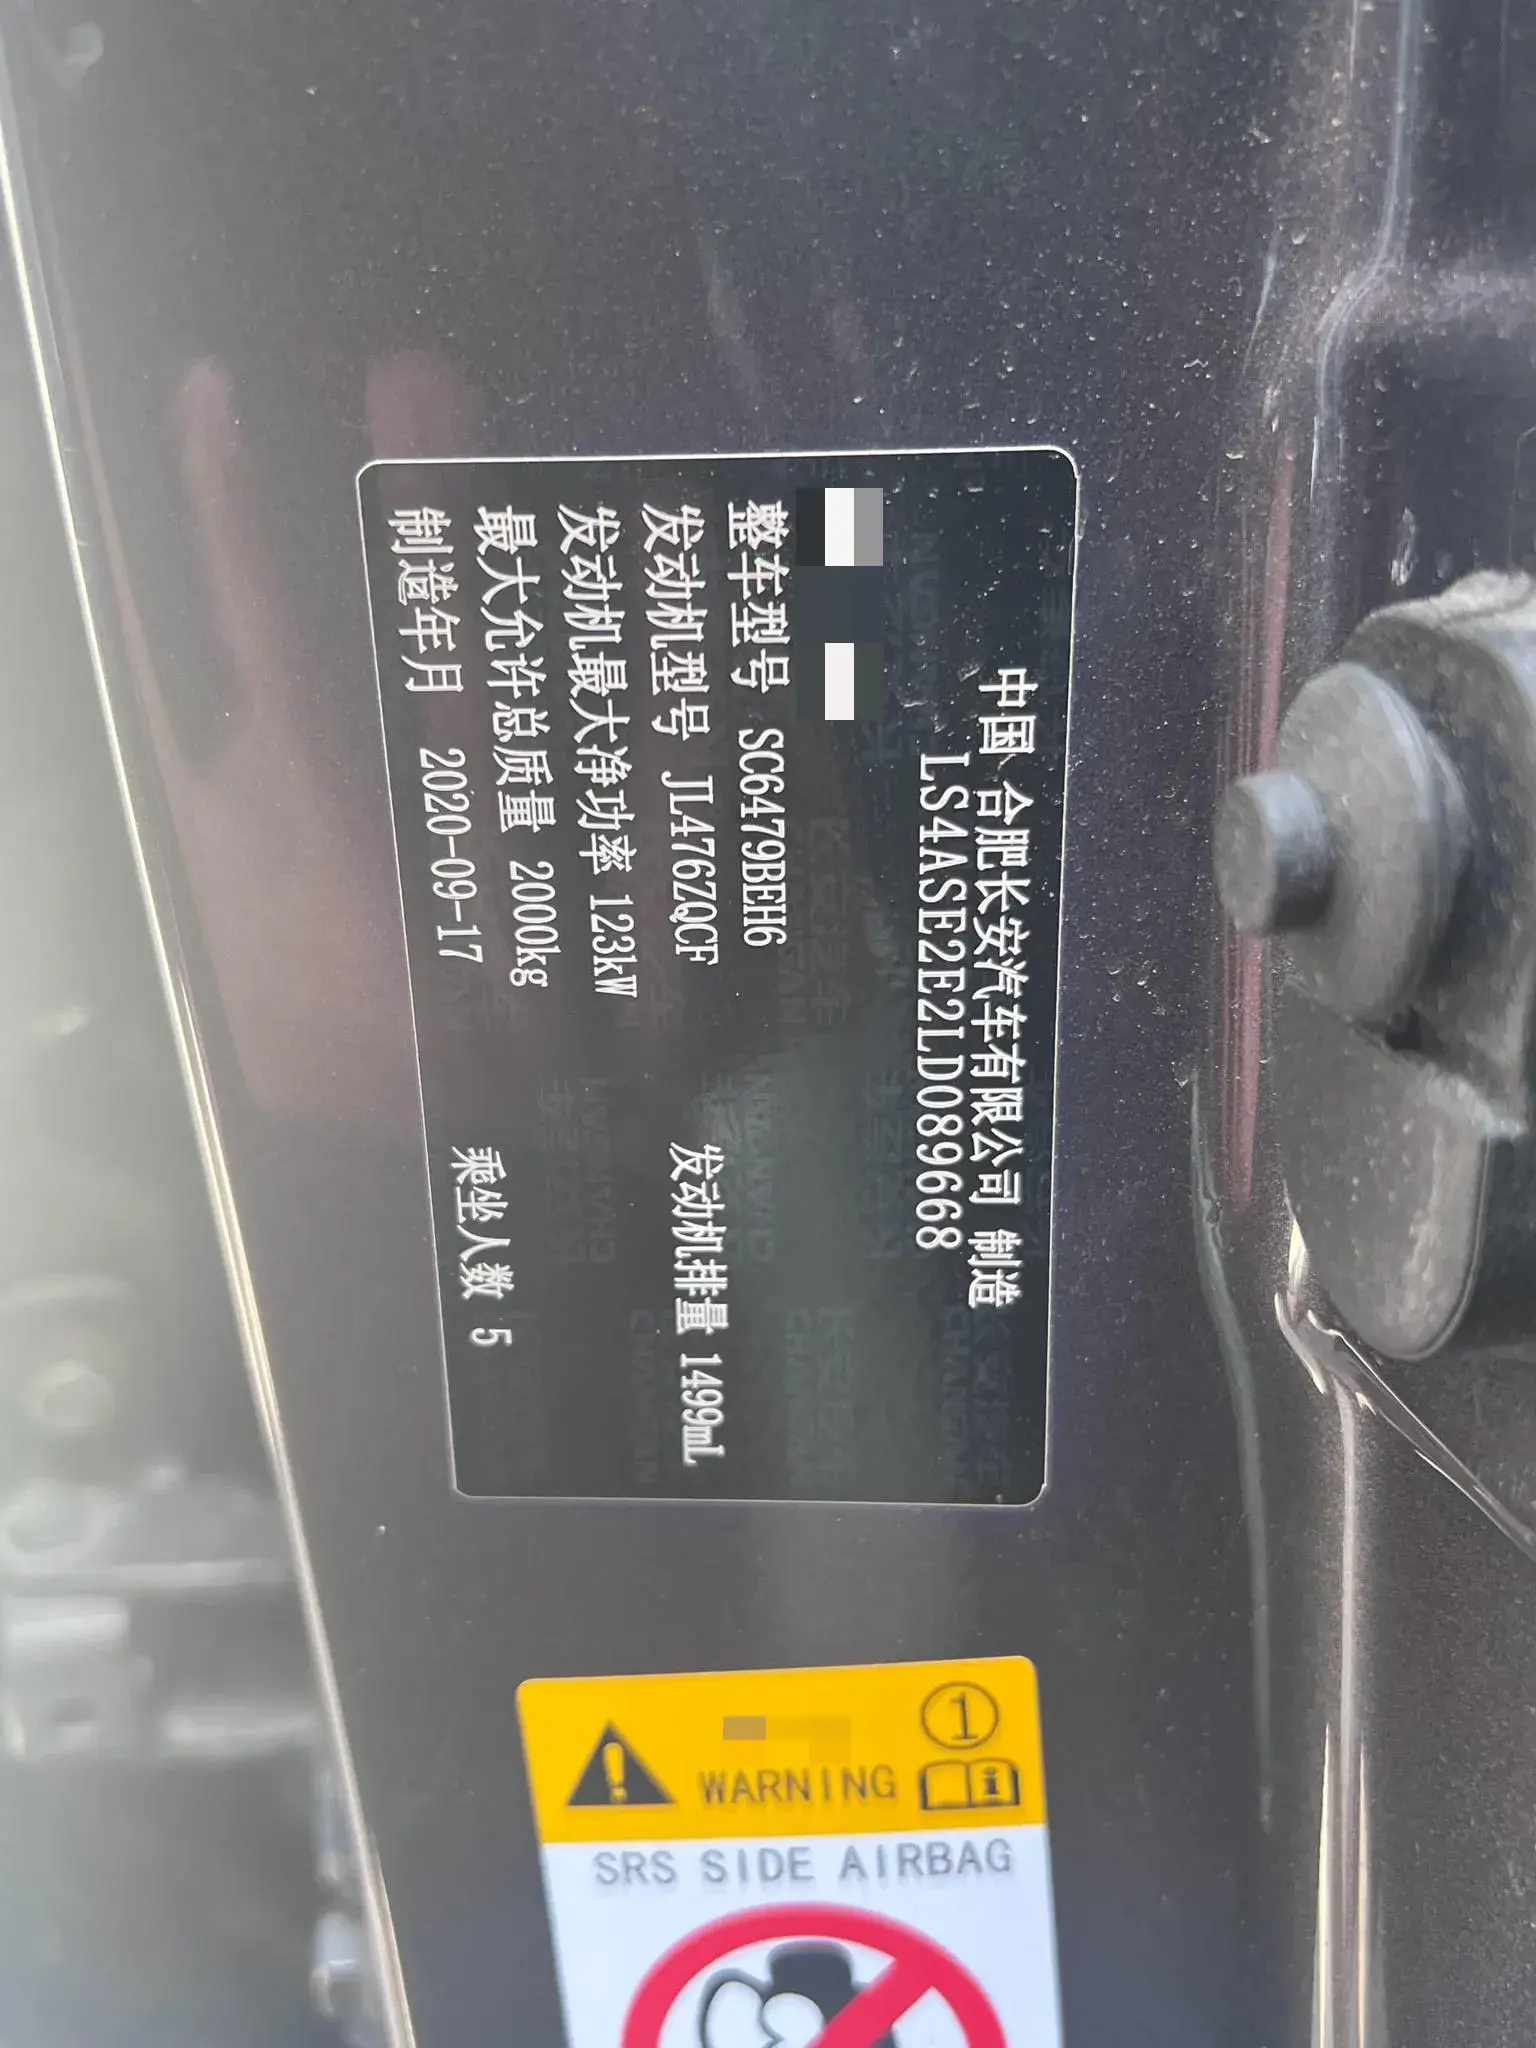 中国 合肥长安汽车有限公司 制造
LS4ASE2E2LD089668
整车型号 SC6479BEH6
发动机型号 JL476ZQCF 发动机排量 1499mL
发动机最大净功率 123kW
最大允许总质量 2000kg
制造年月 2020-09-17 乘坐人数 5
1
WARNING
SRS SIDE AIRBAG